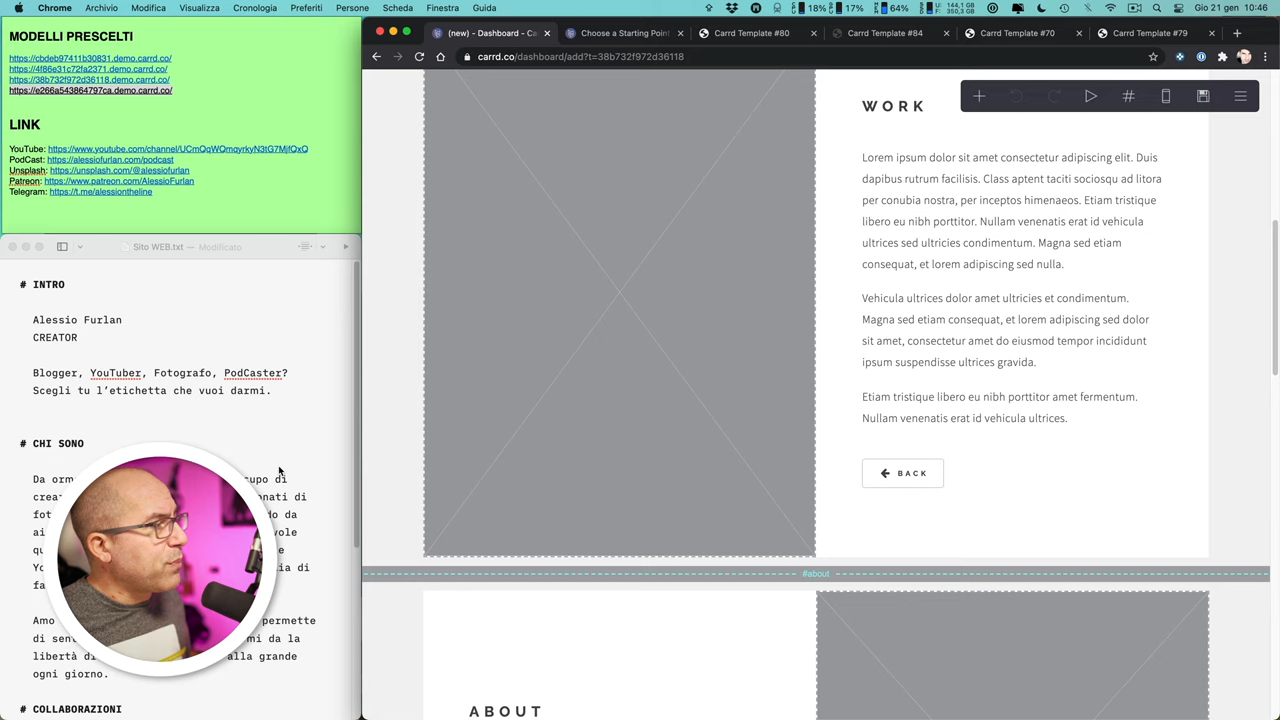 Chrome Archivio Modifica Visualizza Cronologia Preferiti Persone Scheda Finestra Guida
18% 17% 64% Gio 21 gen 10:46
MODELLI PRESCELTI
https://cbdeb97411b30831.demo.carrd.co/
https://4f86e31c72fa2371.demo.carrd.co/
https://38b732f972d36118.demo.carrd.co/
https://e266a543864797ca.demo.carrd.co/
LINK
YouTube: https://www.youtube.com/channel/UCmQqWQmqyrkyN3tG7MjfQxQ
PodCast: https://alessiofurlan.com/podcast
Unsplash: https://unsplash.com/@alessiofurlan
Patreon: https://www.patreon.com/AlessioFurlan
Telegram: https://t.me/alessiontheline
Sito WEB.txt — Modificato
# INTRO
Alessio Furlan
CREATOR
Blogger, YouTuber, Fotografo, PodCaster?
Scegli tu l’etichetta che vuoi darmi.
# CHI SONO
Da
di
crea
di
fot
da
ai
qu
Yo
di
fa
Amo
permette
di
da la
libertà
alla grande
ogni giorno.
# COLLABORAZIONI
(new) - Dashboard - Ca
Choose a Starting Point
Carrd Template #80
Carrd Template #84
Carrd Template #70
Carrd Template #79
carrd.co/dashboard/add?t=38b732f972d36118
WORK
Lorem ipsum dolor sit amet consectetur adipiscing elit. Duis
dapibus rutrum facilisis. Class aptent taciti sociosqu ad litora
per conubia nostra, per inceptos himenaeos. Etiam tristique
libero eu nibh porttitor. Nullam venenatis erat id vehicula
ultrices sed ultricies condimentum. Magna sed etiam
consequat, et lorem adipiscing sed nulla.
Vehicula ultrices dolor amet ultricies et condimentum.
Magna sed etiam consequat, et lorem adipiscing sed dolor
sit amet, consectetur amet do eiusmod tempor incididunt
ipsum suspendisse ultrices gravida.
Etiam tristique libero eu nibh porttitor amet fermentum.
Nullam venenatis erat id vehicula ultrices.
BACK
#about
ABOUT